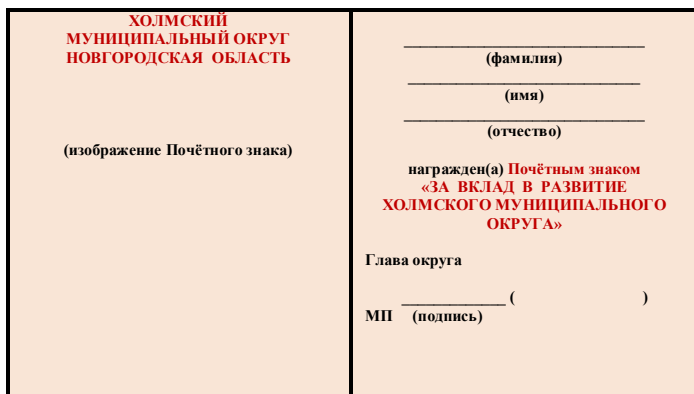 ХОЛМСКИЙ
МУНИЦИПАЛЬНЫЙ ОКРУГ
НОВГОРОДСКАЯ ОБЛАСТЬ
(изображение Почётного знака)
______________________________
(фамилия)
_____________________________
(имя)
______________________________
(отчество)
награжден(а) Почётным знаком
«ЗА ВКЛАД В РАЗВИТИЕ
ХОЛМСКОГО МУНИЦИПАЛЬНОГО
ОКРУГА»
Глава округа
_____________ ( )
МП (подпись)